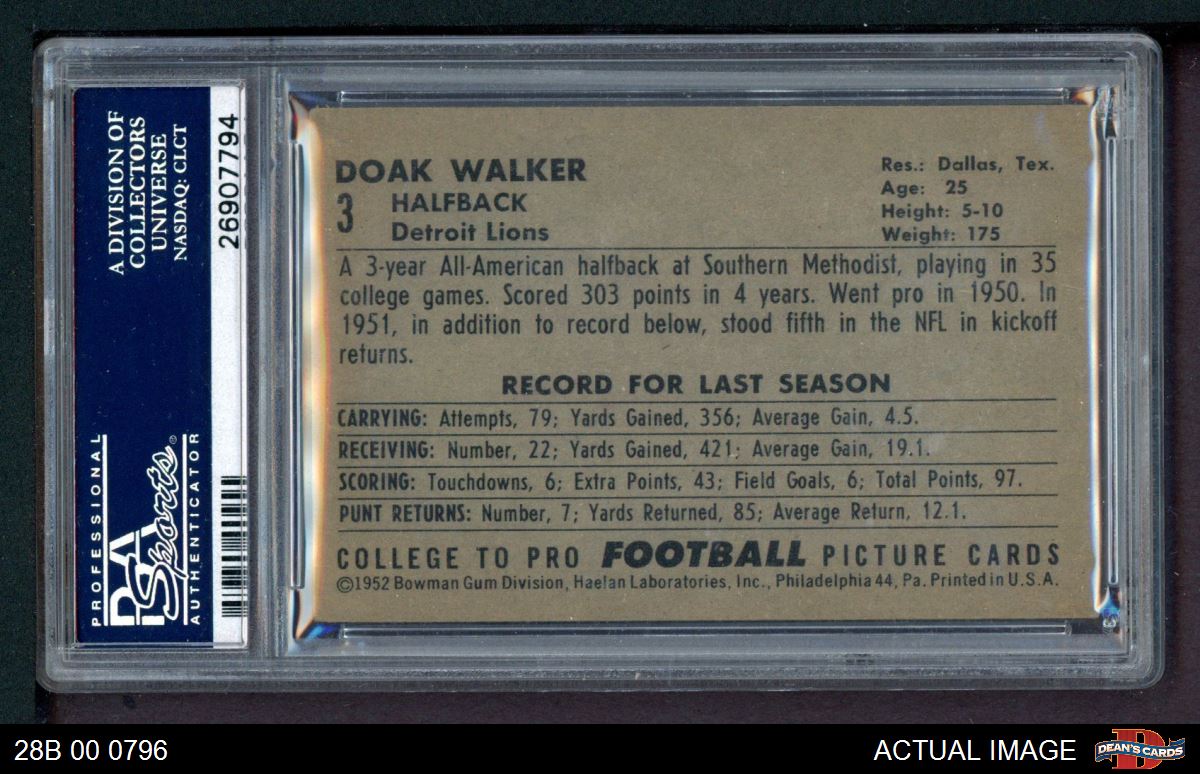 A DIVISION OF
COLLECTORS
UNIVERSE
NASDAQ: CLCT
26907794
PROFESSIONAL
PSA
Sports®
AUTHENTICATOR
DOAK WALKER
3
HALFBACK
Detroit Lions
Res.: Dallas, Tex.
Age: 25
Height: 5-10
Weight: 175
A 3-year All-American halfback at Southern Methodist, playing in 35
college games. Scored 303 points in 4 years. Went pro in 1950. In
1951, in addition to record below, stood fifth in the NFL in kickoff
returns.
RECORD FOR LAST SEASON
CARRYING: Attempts, 79; Yards Gained, 356; Average Gain, 4.5.
RECEIVING: Number, 22; Yards Gained, 421; Average Gain, 19.1.
SCORING: Touchdowns, 6; Extra Points, 43; Field Goals, 6; Total Points, 97.
PUNT RETURNS: Number, 7; Yards Returned, 85; Average Return, 12.1.
COLLEGE TO PRO FOOTBALL PICTURE CARDS
©1952 Bowman Gum Division, Haelan Laboratories, Inc., Philadelphia 44, Pa. Printed in U.S.A.
28B 00 0796
ACTUAL IMAGE
DEAN'S CARDS